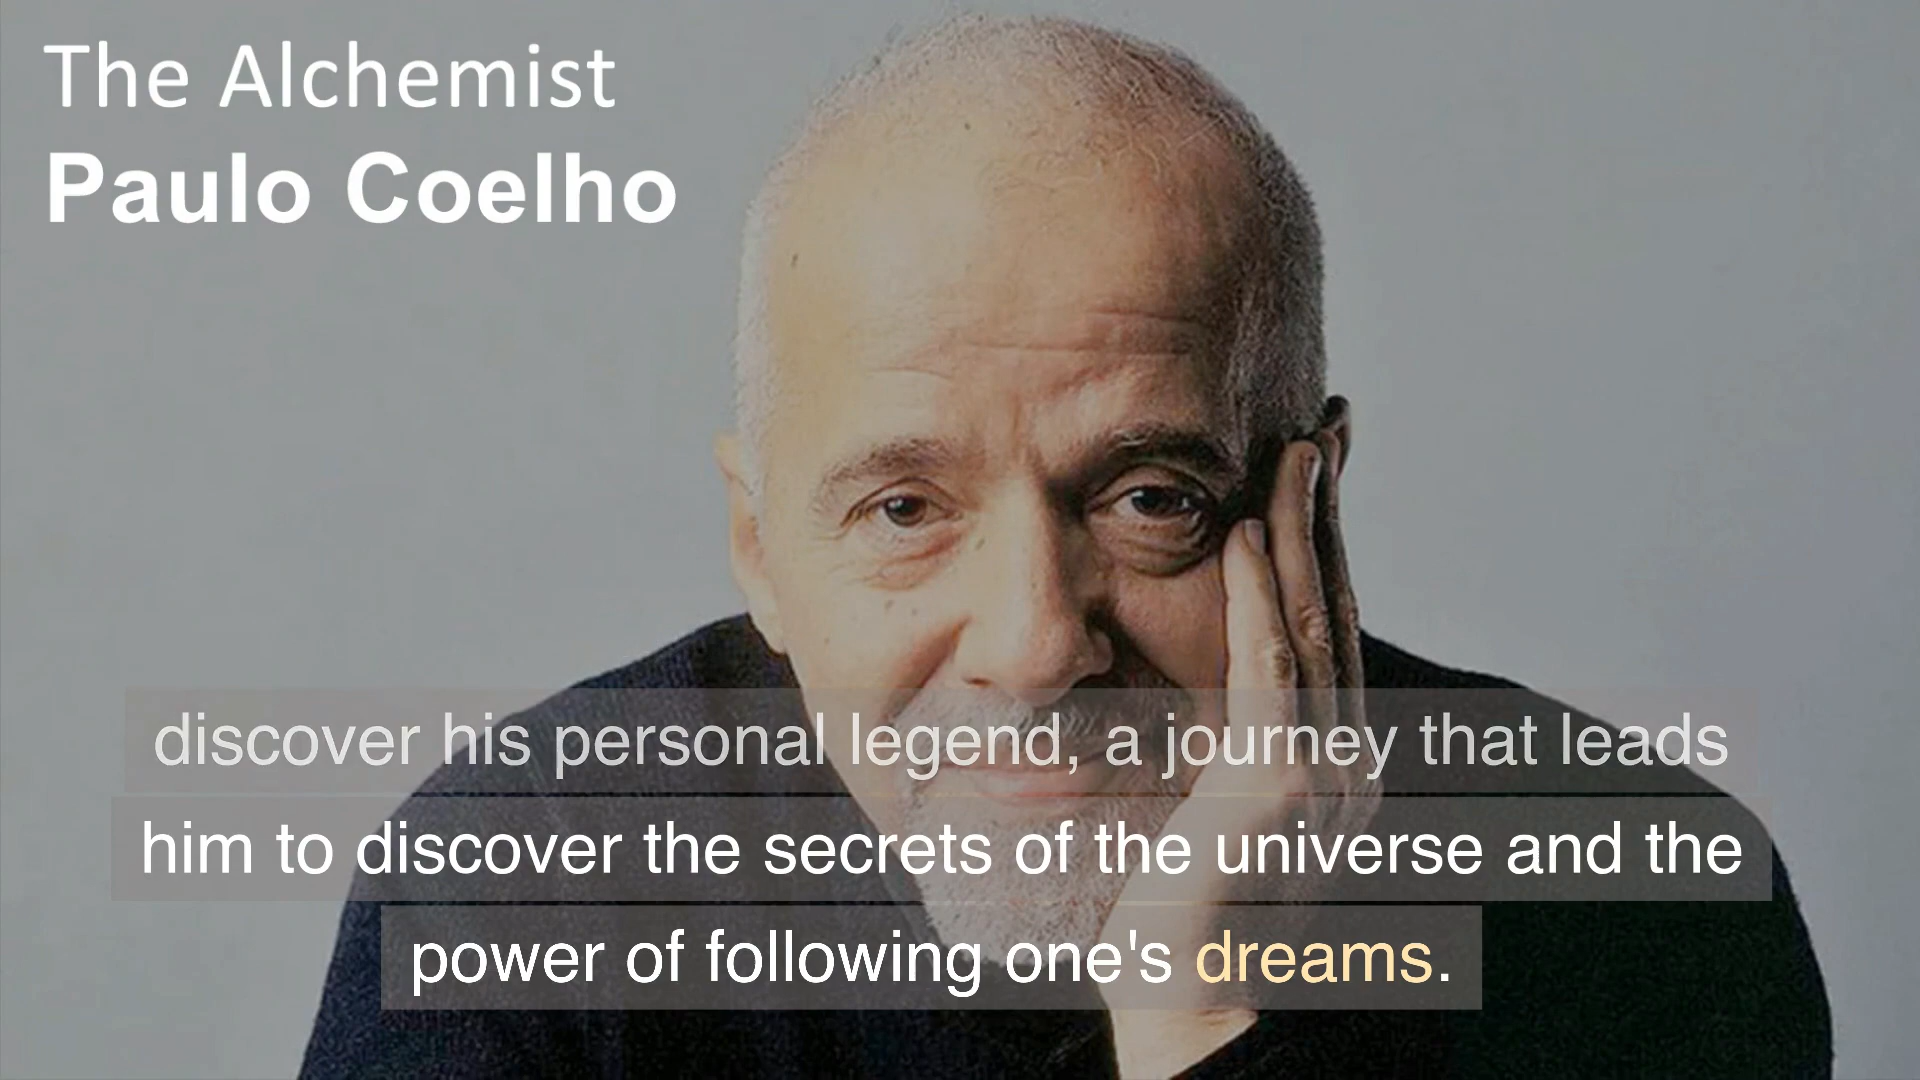 The Alchemist
Paulo Coelho
discover his personal legend, a journey that leads
him to discover the secrets of the universe and the
power of following one's dreams.